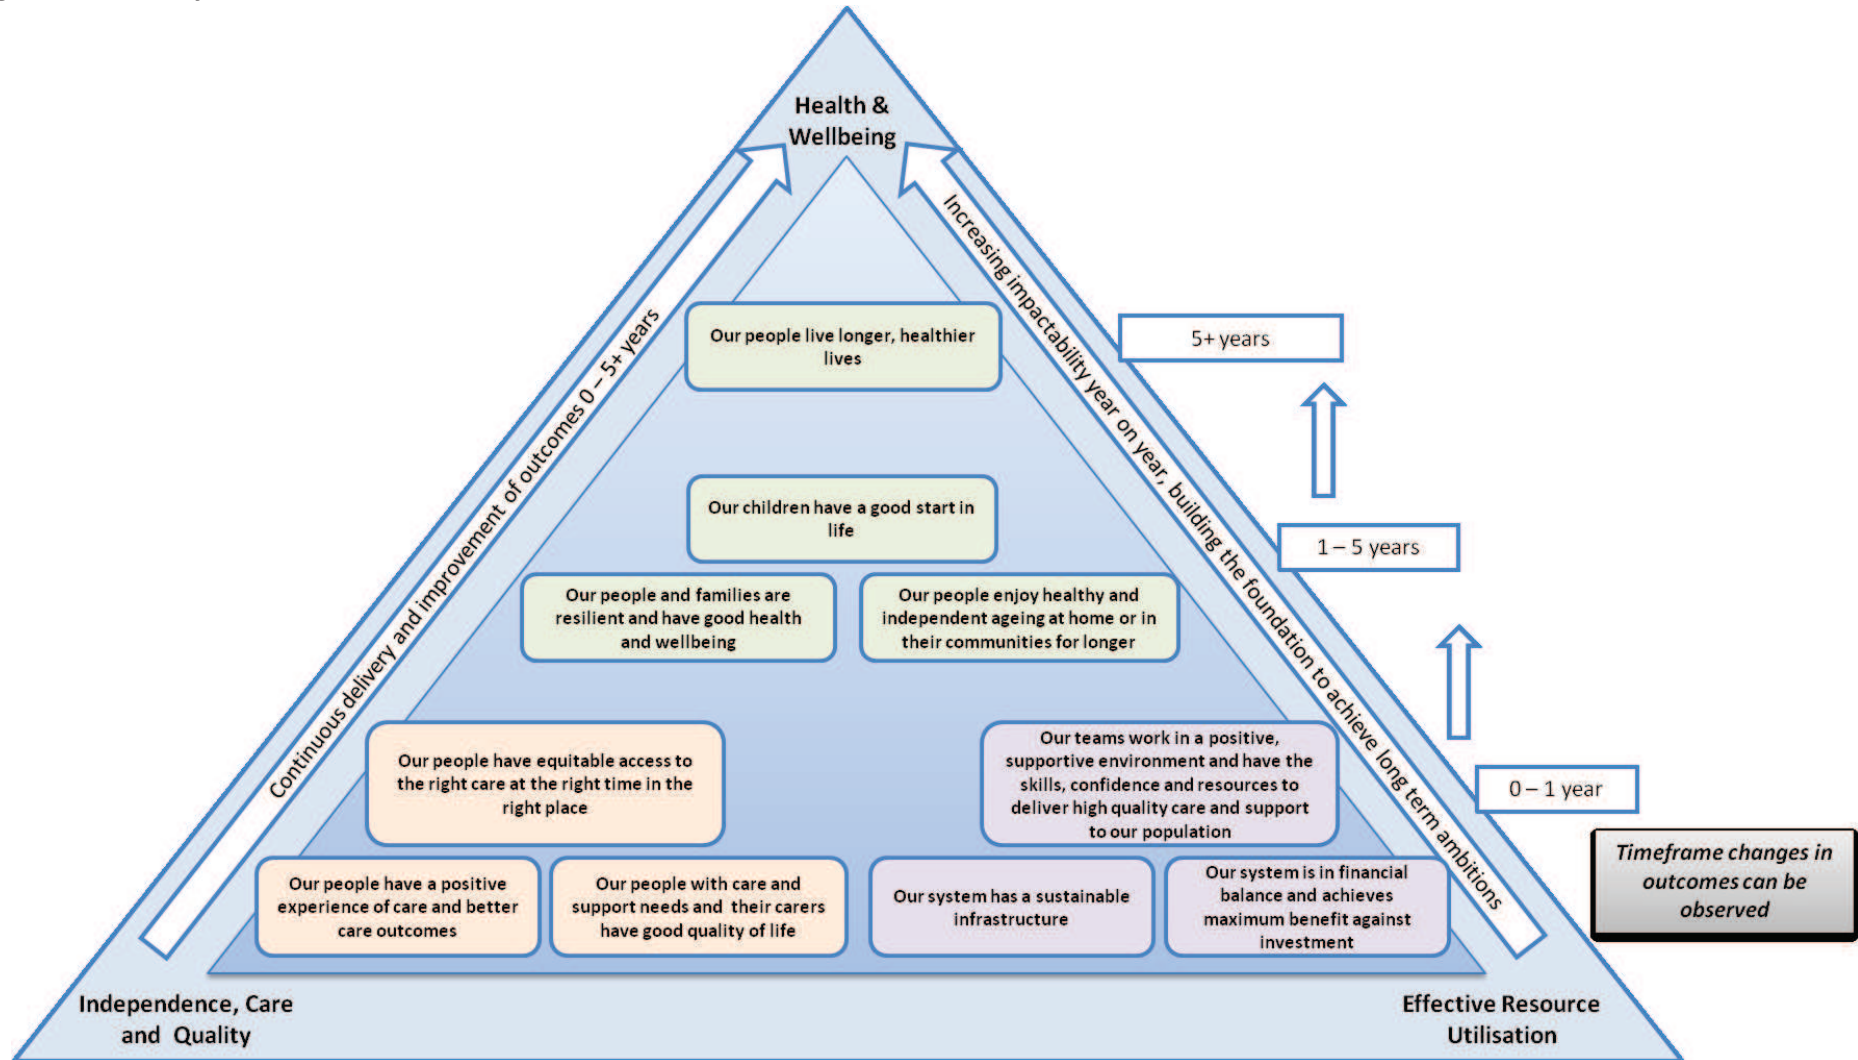 Health &
Wellbeing
Continuous delivery and improvement of outcomes 0 – 5+ years
Increasing impactability year on year, building the foundation to achieve long term ambitions
Our people live longer, healthier
lives
5+ years
Our children have a good start in
life
1 – 5 years
Our people and families are
resilient and have good health
and wellbeing
Our people enjoy healthy and
independent ageing at home or in
their communities for longer
Our people have equitable access to
the right care at the right time in the
right place
Our teams work in a positive,
supportive environment and have the
skills, confidence and resources to
deliver high quality care and support
to our population
0 – 1 year
Timeframe changes in
outcomes can be
observed
Our people have a positive
experience of care and better
care outcomes
Our people with care and
support needs and their carers
have good quality of life
Our system has a sustainable
infrastructure
Our system is in financial
balance and achieves
maximum benefit against
investment
Independence, Care
and Quality
Effective Resource
Utilisation